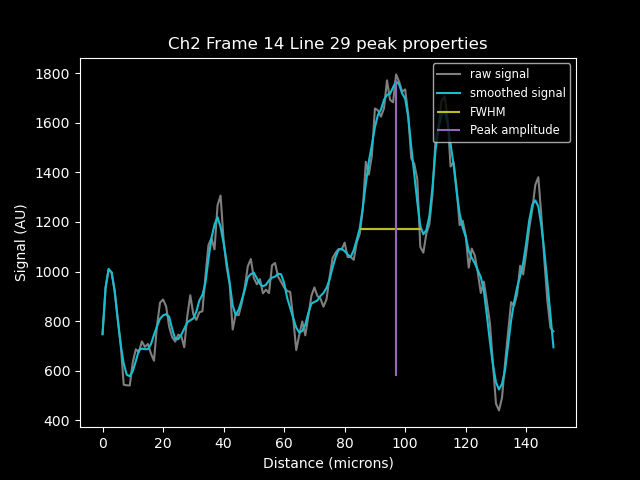 Ch2 Frame 14 Line 29 peak properties
raw signal
smoothed signal
FWHM
Peak amplitude
Signal (AU)
1800
1600
1400
1200
1000
800
600
400
0 20 40 60 80 100 120 140
Distance (microns)